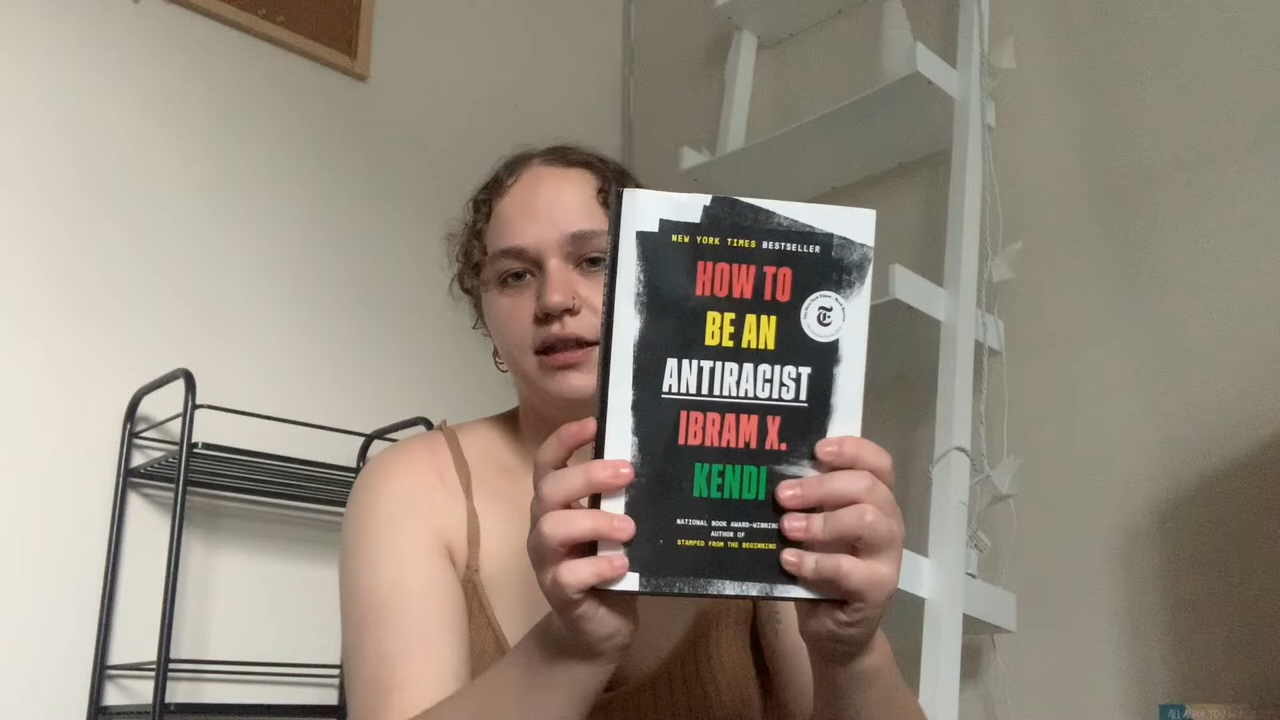 NEW YORK TIMES BESTSELLER
HOW TO
BE AN
ANTIRACIST
IBRAM X.
KENDI
NATIONAL BOOK AWARD-WINNING
AUTHOR OF
STAMPED FROM THE BEGINNING